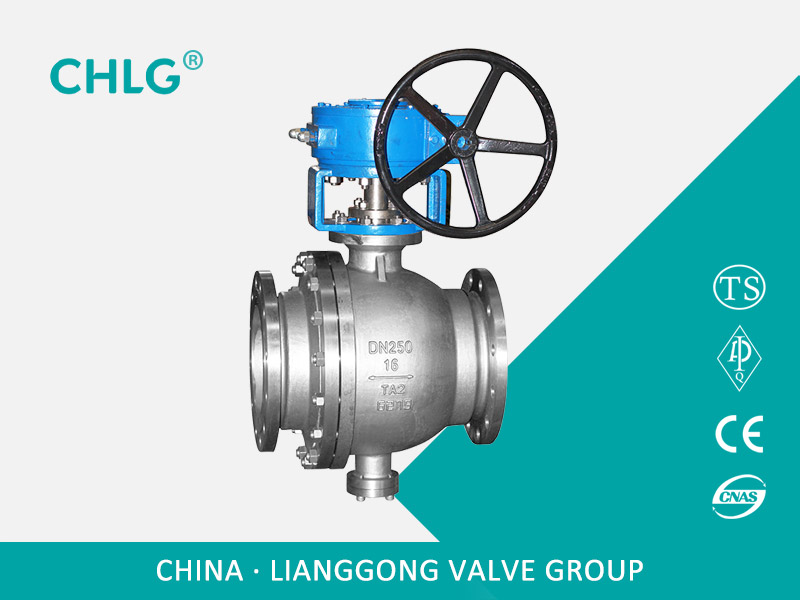 CHLG®
DN250
16
TA2
TS
CE
CNAS
CHINA · LIANGGONG VALVE GROUP